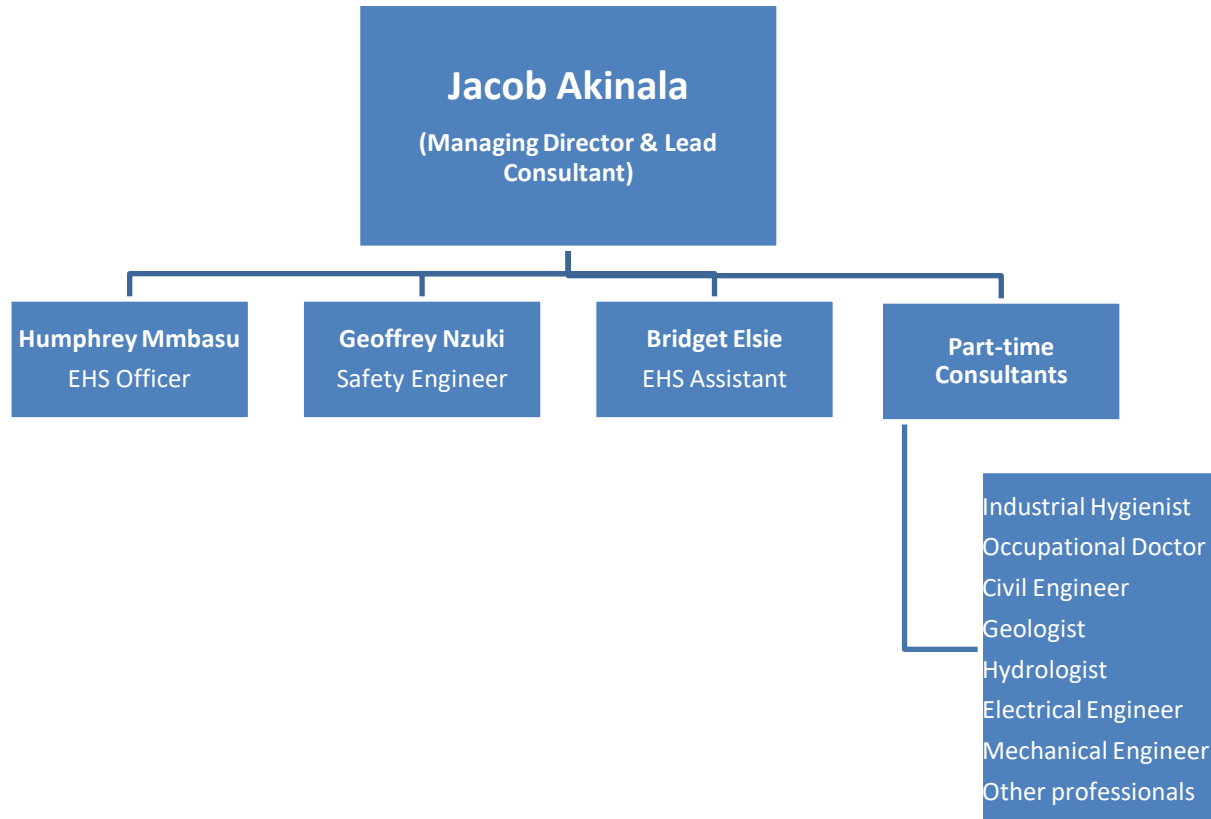 Jacob Akinala
(Managing Director & Lead
Consultant)
Humphrey Mmbasu
EHS Officer
Geoffrey Nzuki
Safety Engineer
Bridget Elsie
EHS Assistant
Part-time
Consultants
Industrial Hygienist
Occupational Doctor
Civil Engineer
Geologist
Hydrologist
Electrical Engineer
Mechanical Engineer
Other professionals